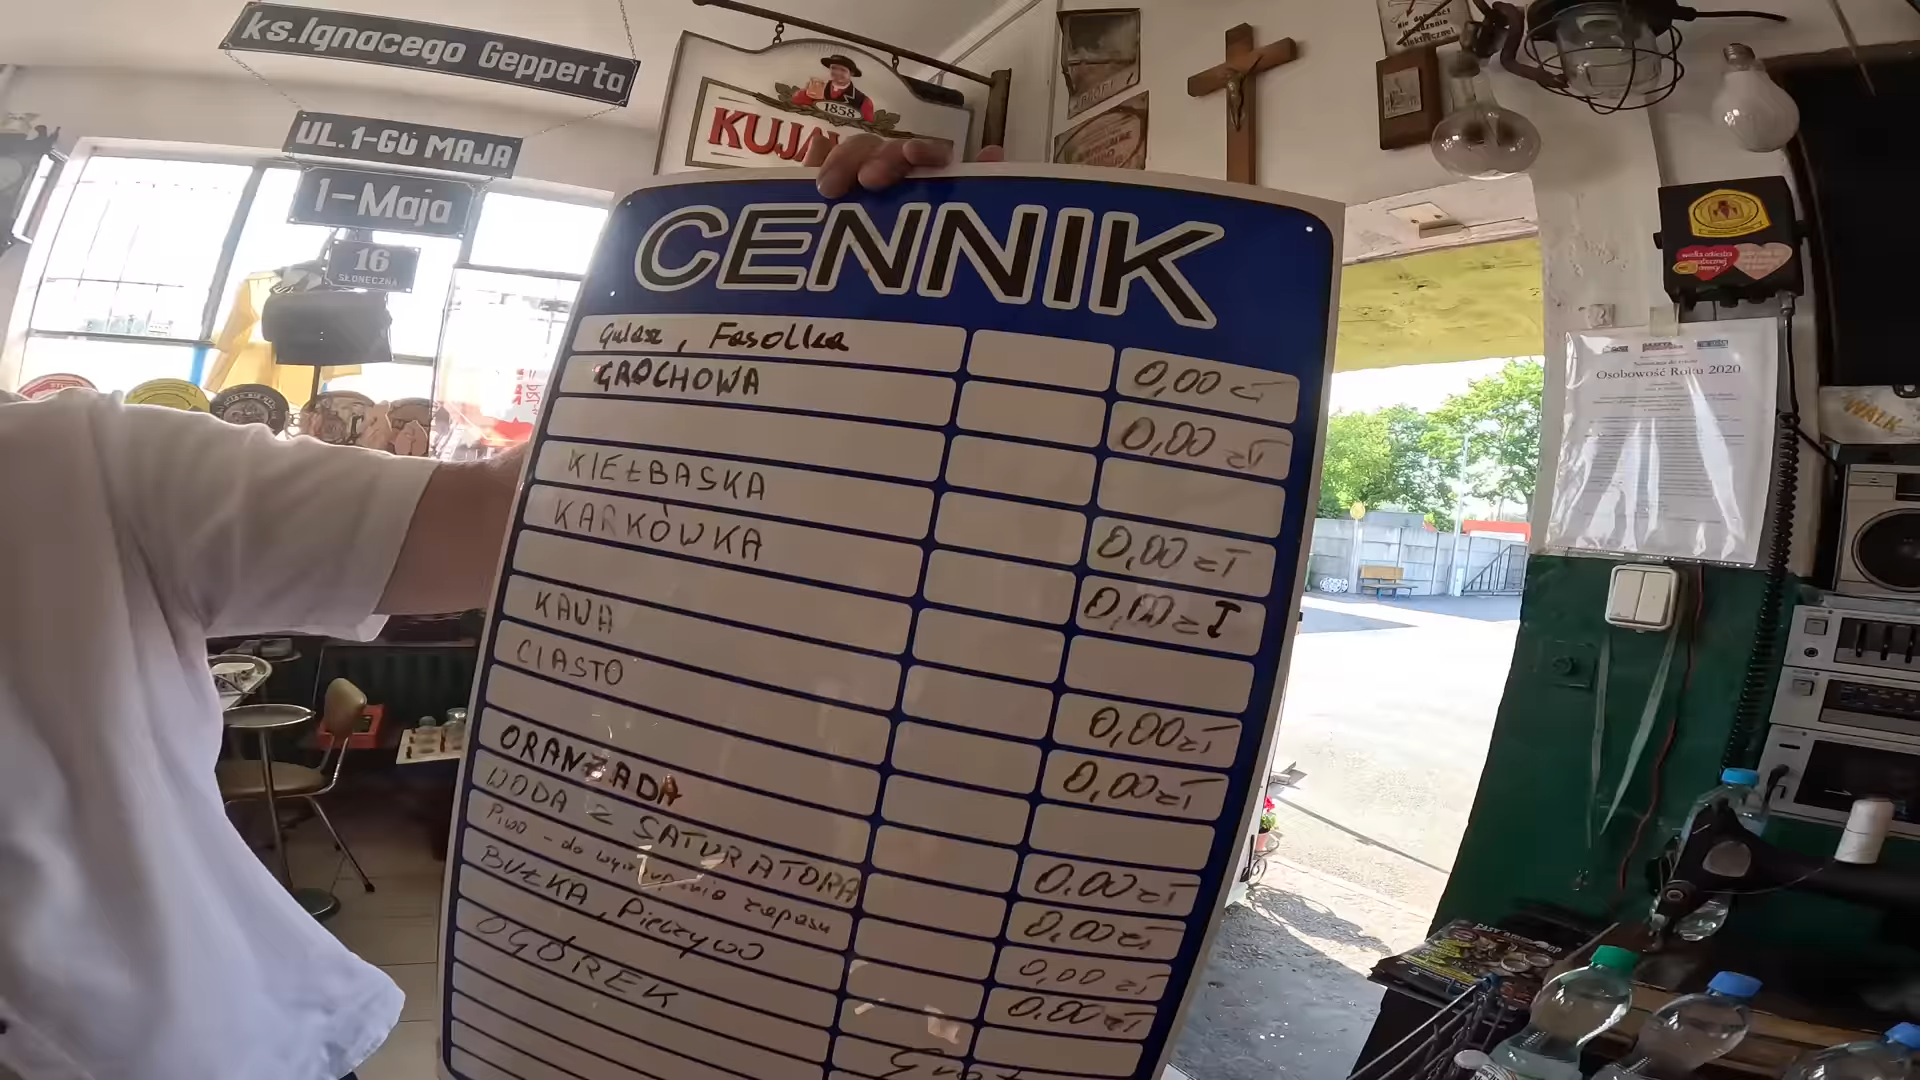 ks.Ignacego Gepperta
UL.1-GO MAJA
1-Maja
16
SŁONECZNA
1858
KUJAW
CENNIK
Gulasz, Fasolka 0,00 zł
GROCHOWA 0,00 zł
KIEŁBASKA 0,00 zł
KARKÓWKA 0,00 zł
KAWA 0,00 zł
CIASTO 0,00 zł
ORANŻADA 0,00 zł
WODA Z SATURATORA 0,00 zł
Piwo - do wyczerpania zapasu 0,00 zł
BUŁKA, Pieczywo 0,00 zł
OGÓREK
Osobowość Roku 2020
WALK